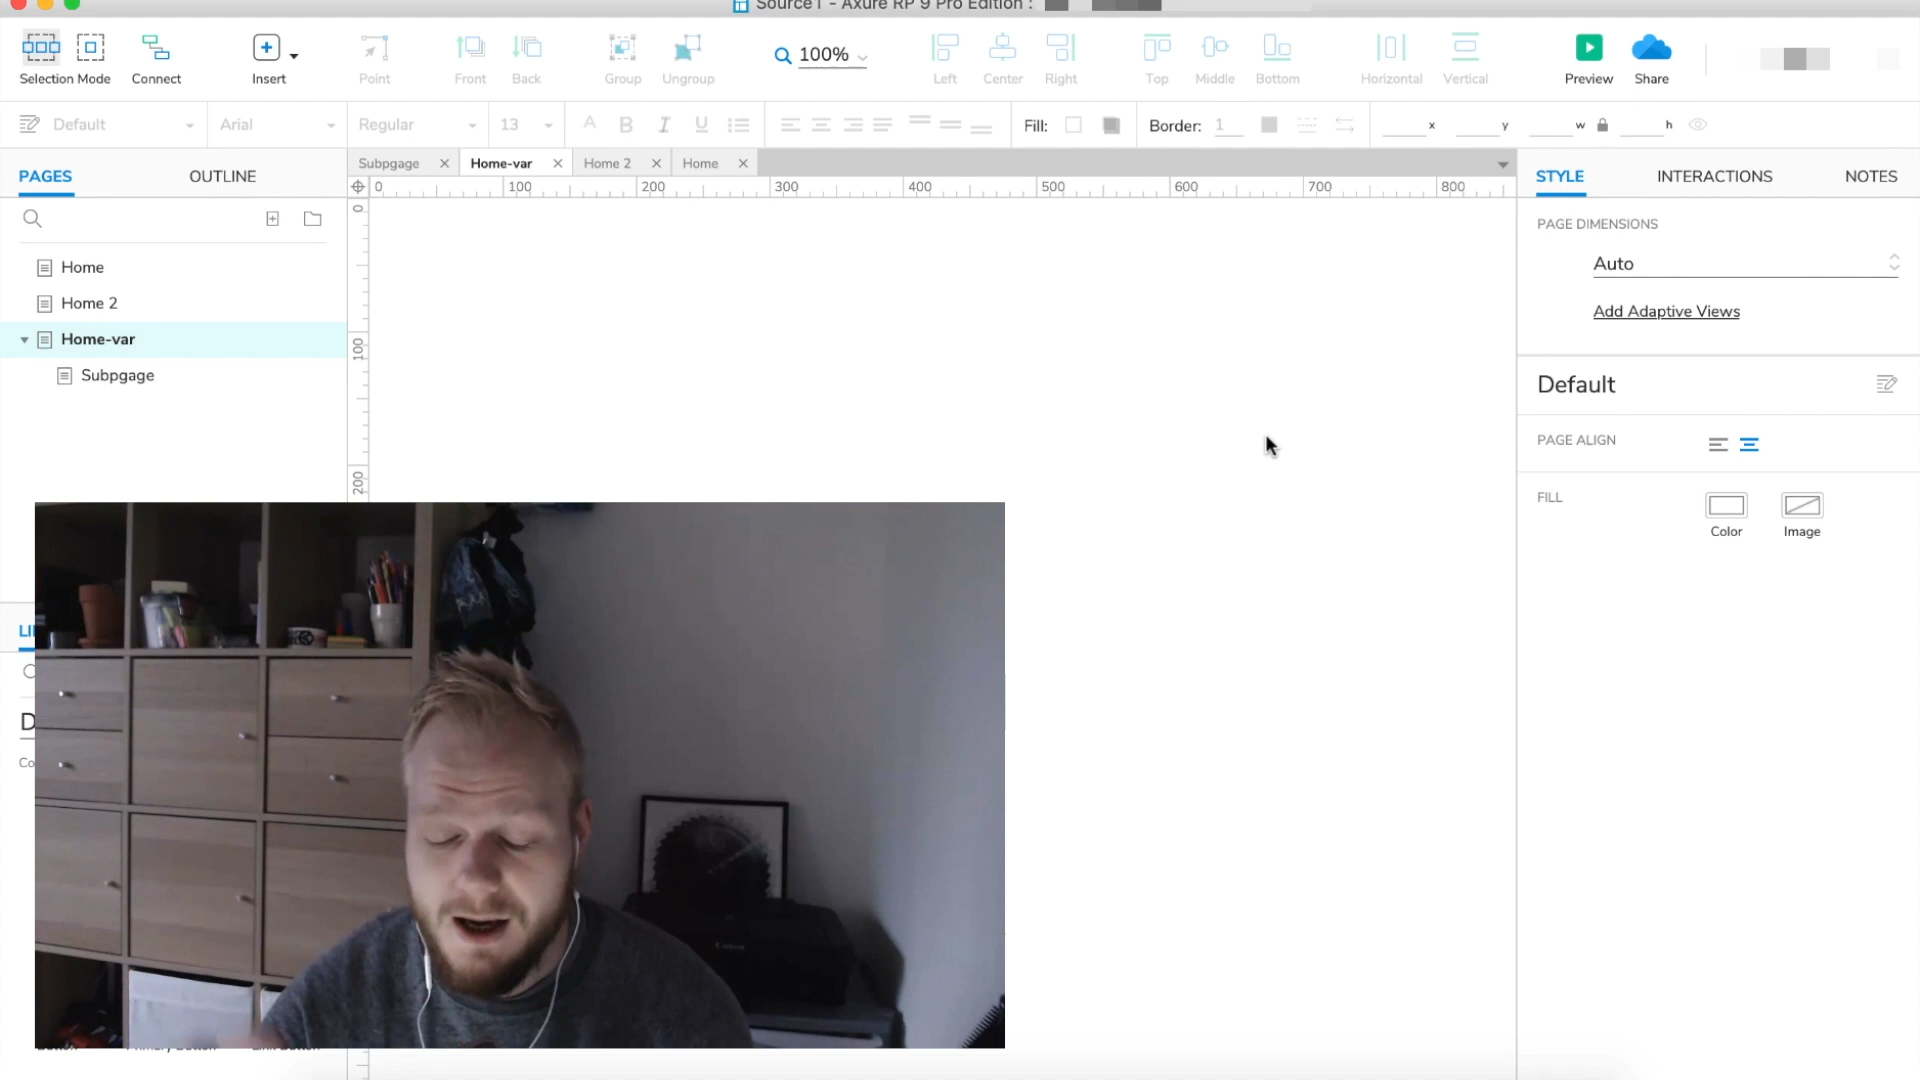 Source1 - Axure RP 9 Pro Edition :
Selection Mode
Connect
Insert
Point
Front
Back
Group
Ungroup
100%
Left
Center
Right
Top
Middle
Bottom
Horizontal
Vertical
Preview
Share
Default
Arial
Regular
13
Fill:
Border: 1
x
y
w
h
PAGES
OUTLINE
Subpgage
Home-var
Home 2
Home
STYLE
INTERACTIONS
NOTES
0 100 200 300 400 500 600 700 800
0
100
200
PAGE DIMENSIONS
Auto
Add Adaptive Views
Home
Home 2
Home-var
Subpgage
Default
PAGE ALIGN
FILL
Color
Image
Canon